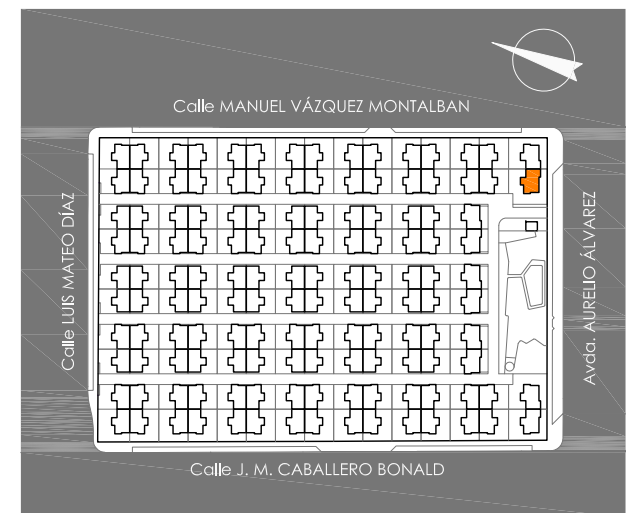 Calle MANUEL VÁZQUEZ MONTALBAN
Calle LUIS MATEO DÍAZ
Avda. AURELIO ÁLVAREZ
Calle J. M. CABALLERO BONALD